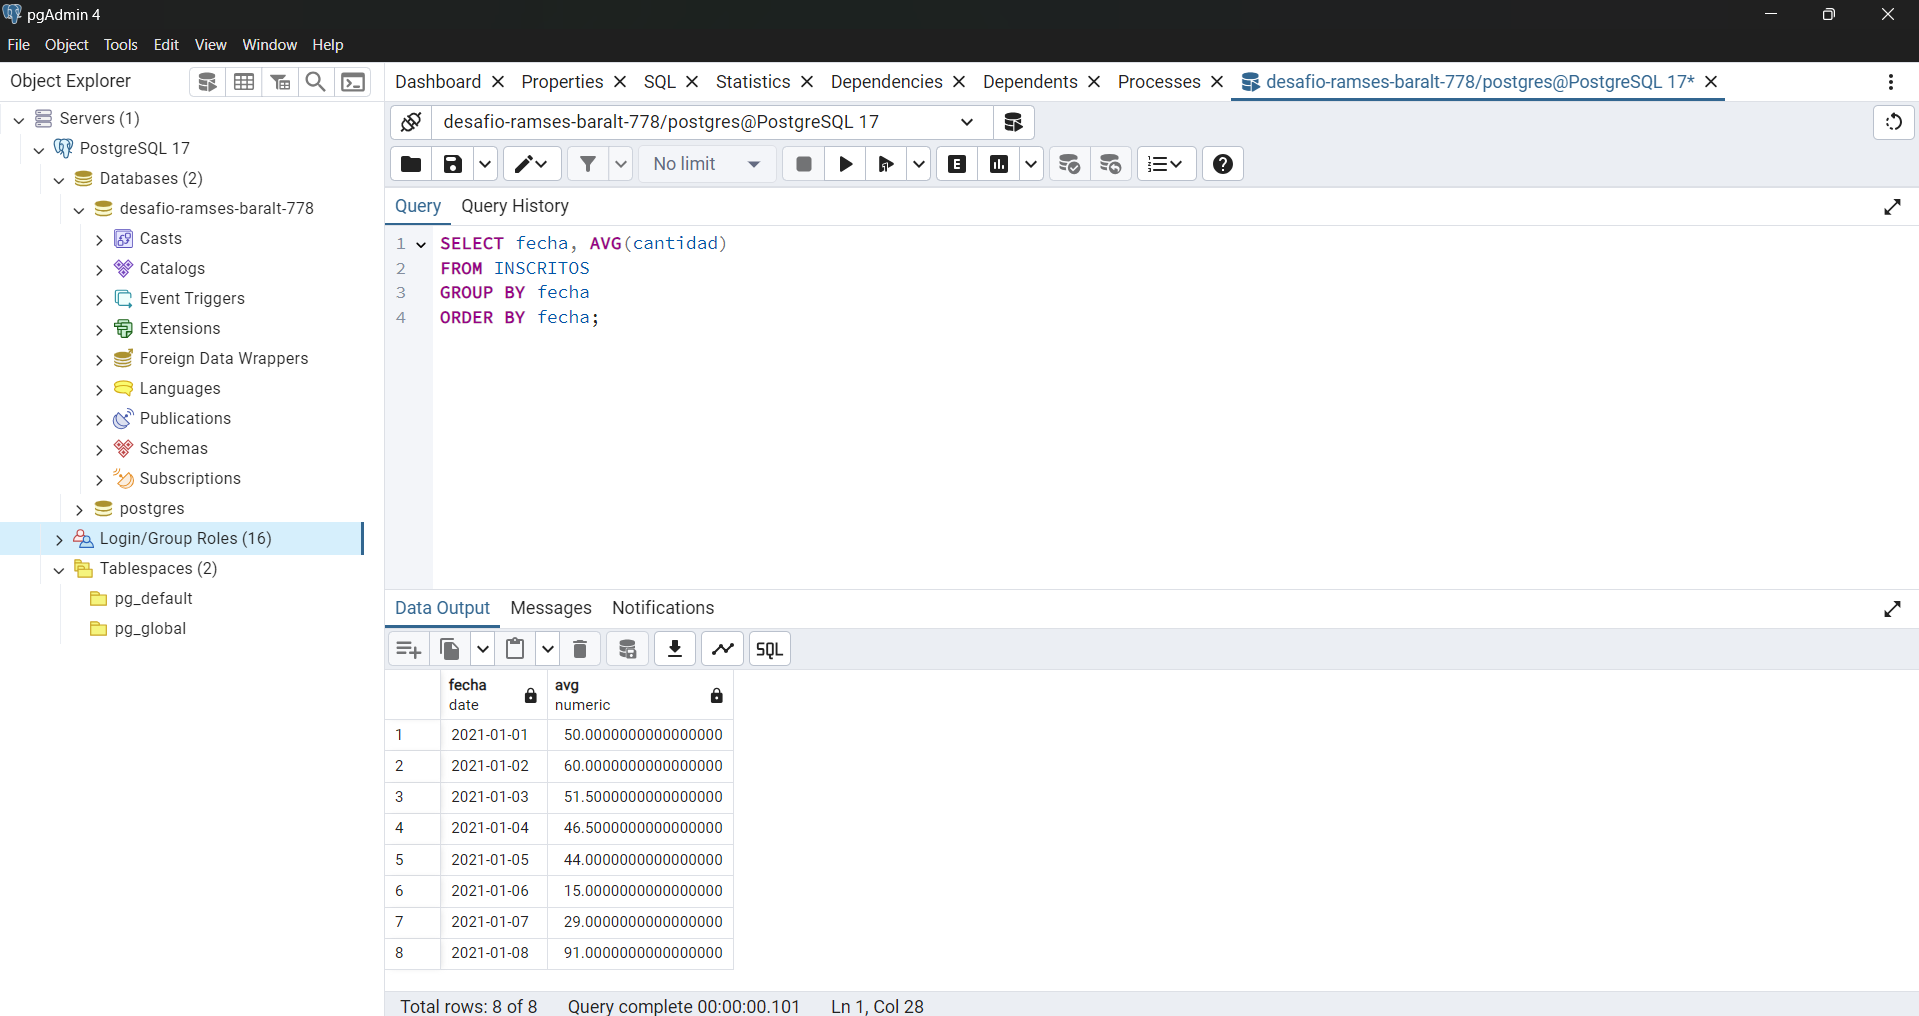 pgAdmin 4
File Object Tools Edit View Window Help
Object Explorer
Dashboard Properties SQL Statistics Dependencies Dependents Processes desafio-ramses-baralt-778/postgres@PostgreSQL 17*
Servers (1)
PostgreSQL 17
Databases (2)
desafio-ramses-baralt-778
Casts
Catalogs
Event Triggers
Extensions
Foreign Data Wrappers
Languages
Publications
Schemas
Subscriptions
postgres
Login/Group Roles (16)
Tablespaces (2)
pg_default
pg_global
desafio-ramses-baralt-778/postgres@PostgreSQL 17
No limit
E
Query Query History
1 SELECT fecha, AVG(cantidad)
2 FROM INSCRITOS
3 GROUP BY fecha
4 ORDER BY fecha;
Data Output Messages Notifications
SQL
fecha avg
date numeric
1 2021-01-01 50.0000000000000000
2 2021-01-02 60.0000000000000000
3 2021-01-03 51.5000000000000000
4 2021-01-04 46.5000000000000000
5 2021-01-05 44.0000000000000000
6 2021-01-06 15.0000000000000000
7 2021-01-07 29.0000000000000000
8 2021-01-08 91.0000000000000000
Total rows: 8 of 8 Query complete 00:00:00.101 Ln 1, Col 28